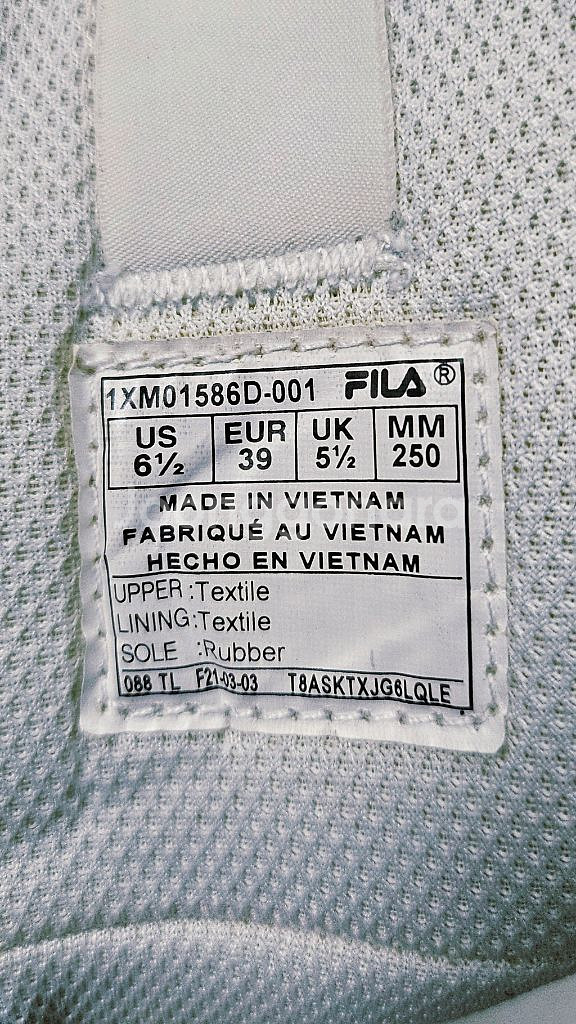 1XM01586D-001 FILA®
US EUR UK MM
6½ 39 5½ 250
MADE IN VIETNAM
FABRIQUÉ AU VIETNAM
HECHO EN VIETNAM
UPPER :Textile
LINING:Textile
SOLE :Rubber
088 TL F21-03-03 T8ASKTXJG6LQLE